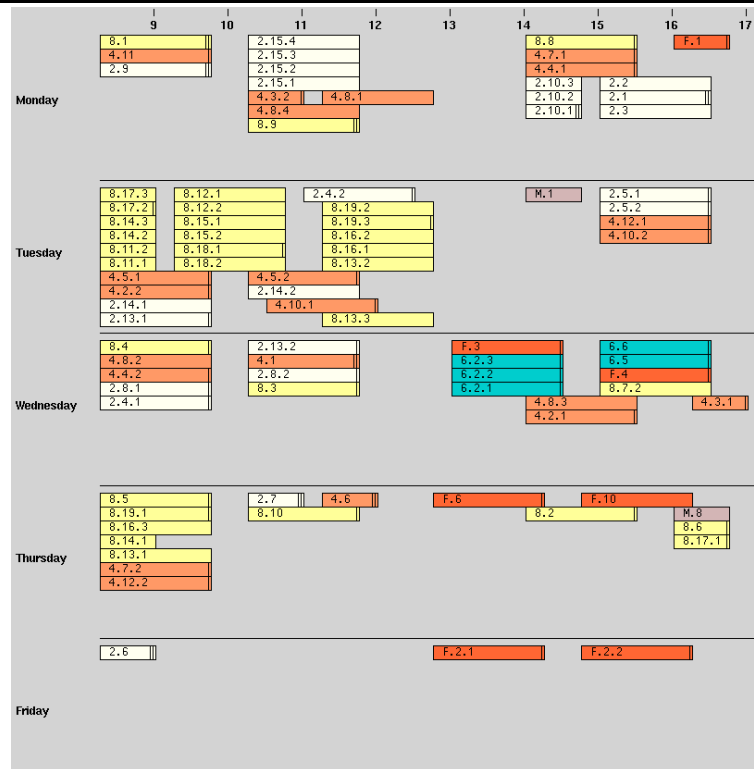 9 10 11 12 13 14 15 16 17
8.1 2.15.4 8.8 F.1
4.11 2.15.3 4.7.1
2.9 2.15.2 4.4.1
2.15.1 2.10.3 2.2
Monday 4.3.2 4.8.1 2.10.2 2.1
4.8.4 2.10.1 2.3
8.9
8.17.3 8.12.1 2.4.2 M.1 2.5.1
8.17.2 8.12.2 8.19.2 2.5.2
8.14.3 8.15.1 8.19.3 4.12.1
8.14.2 8.15.2 8.16.2 4.10.2
Tuesday 8.11.2 8.18.1 8.16.1
8.11.1 8.18.2 8.13.2
4.5.1 4.5.2
4.2.2 2.14.2
2.14.1 4.10.1
2.13.1 8.13.3
8.4 2.13.2 F.3 6.6
4.8.2 4.1 6.2.3 6.5
4.4.2 2.8.2 6.2.2 F.4
2.8.1 8.3 6.2.1 8.7.2
Wednesday 2.4.1 4.8.3 4.3.1
4.2.1
8.5 2.7 4.6 F.6 F.10
8.19.1 8.10 8.2 M.8
8.16.3 8.6
8.14.1 8.17.1
Thursday 8.13.1
4.7.2
4.12.2
2.6 F.2.1 F.2.2
Friday